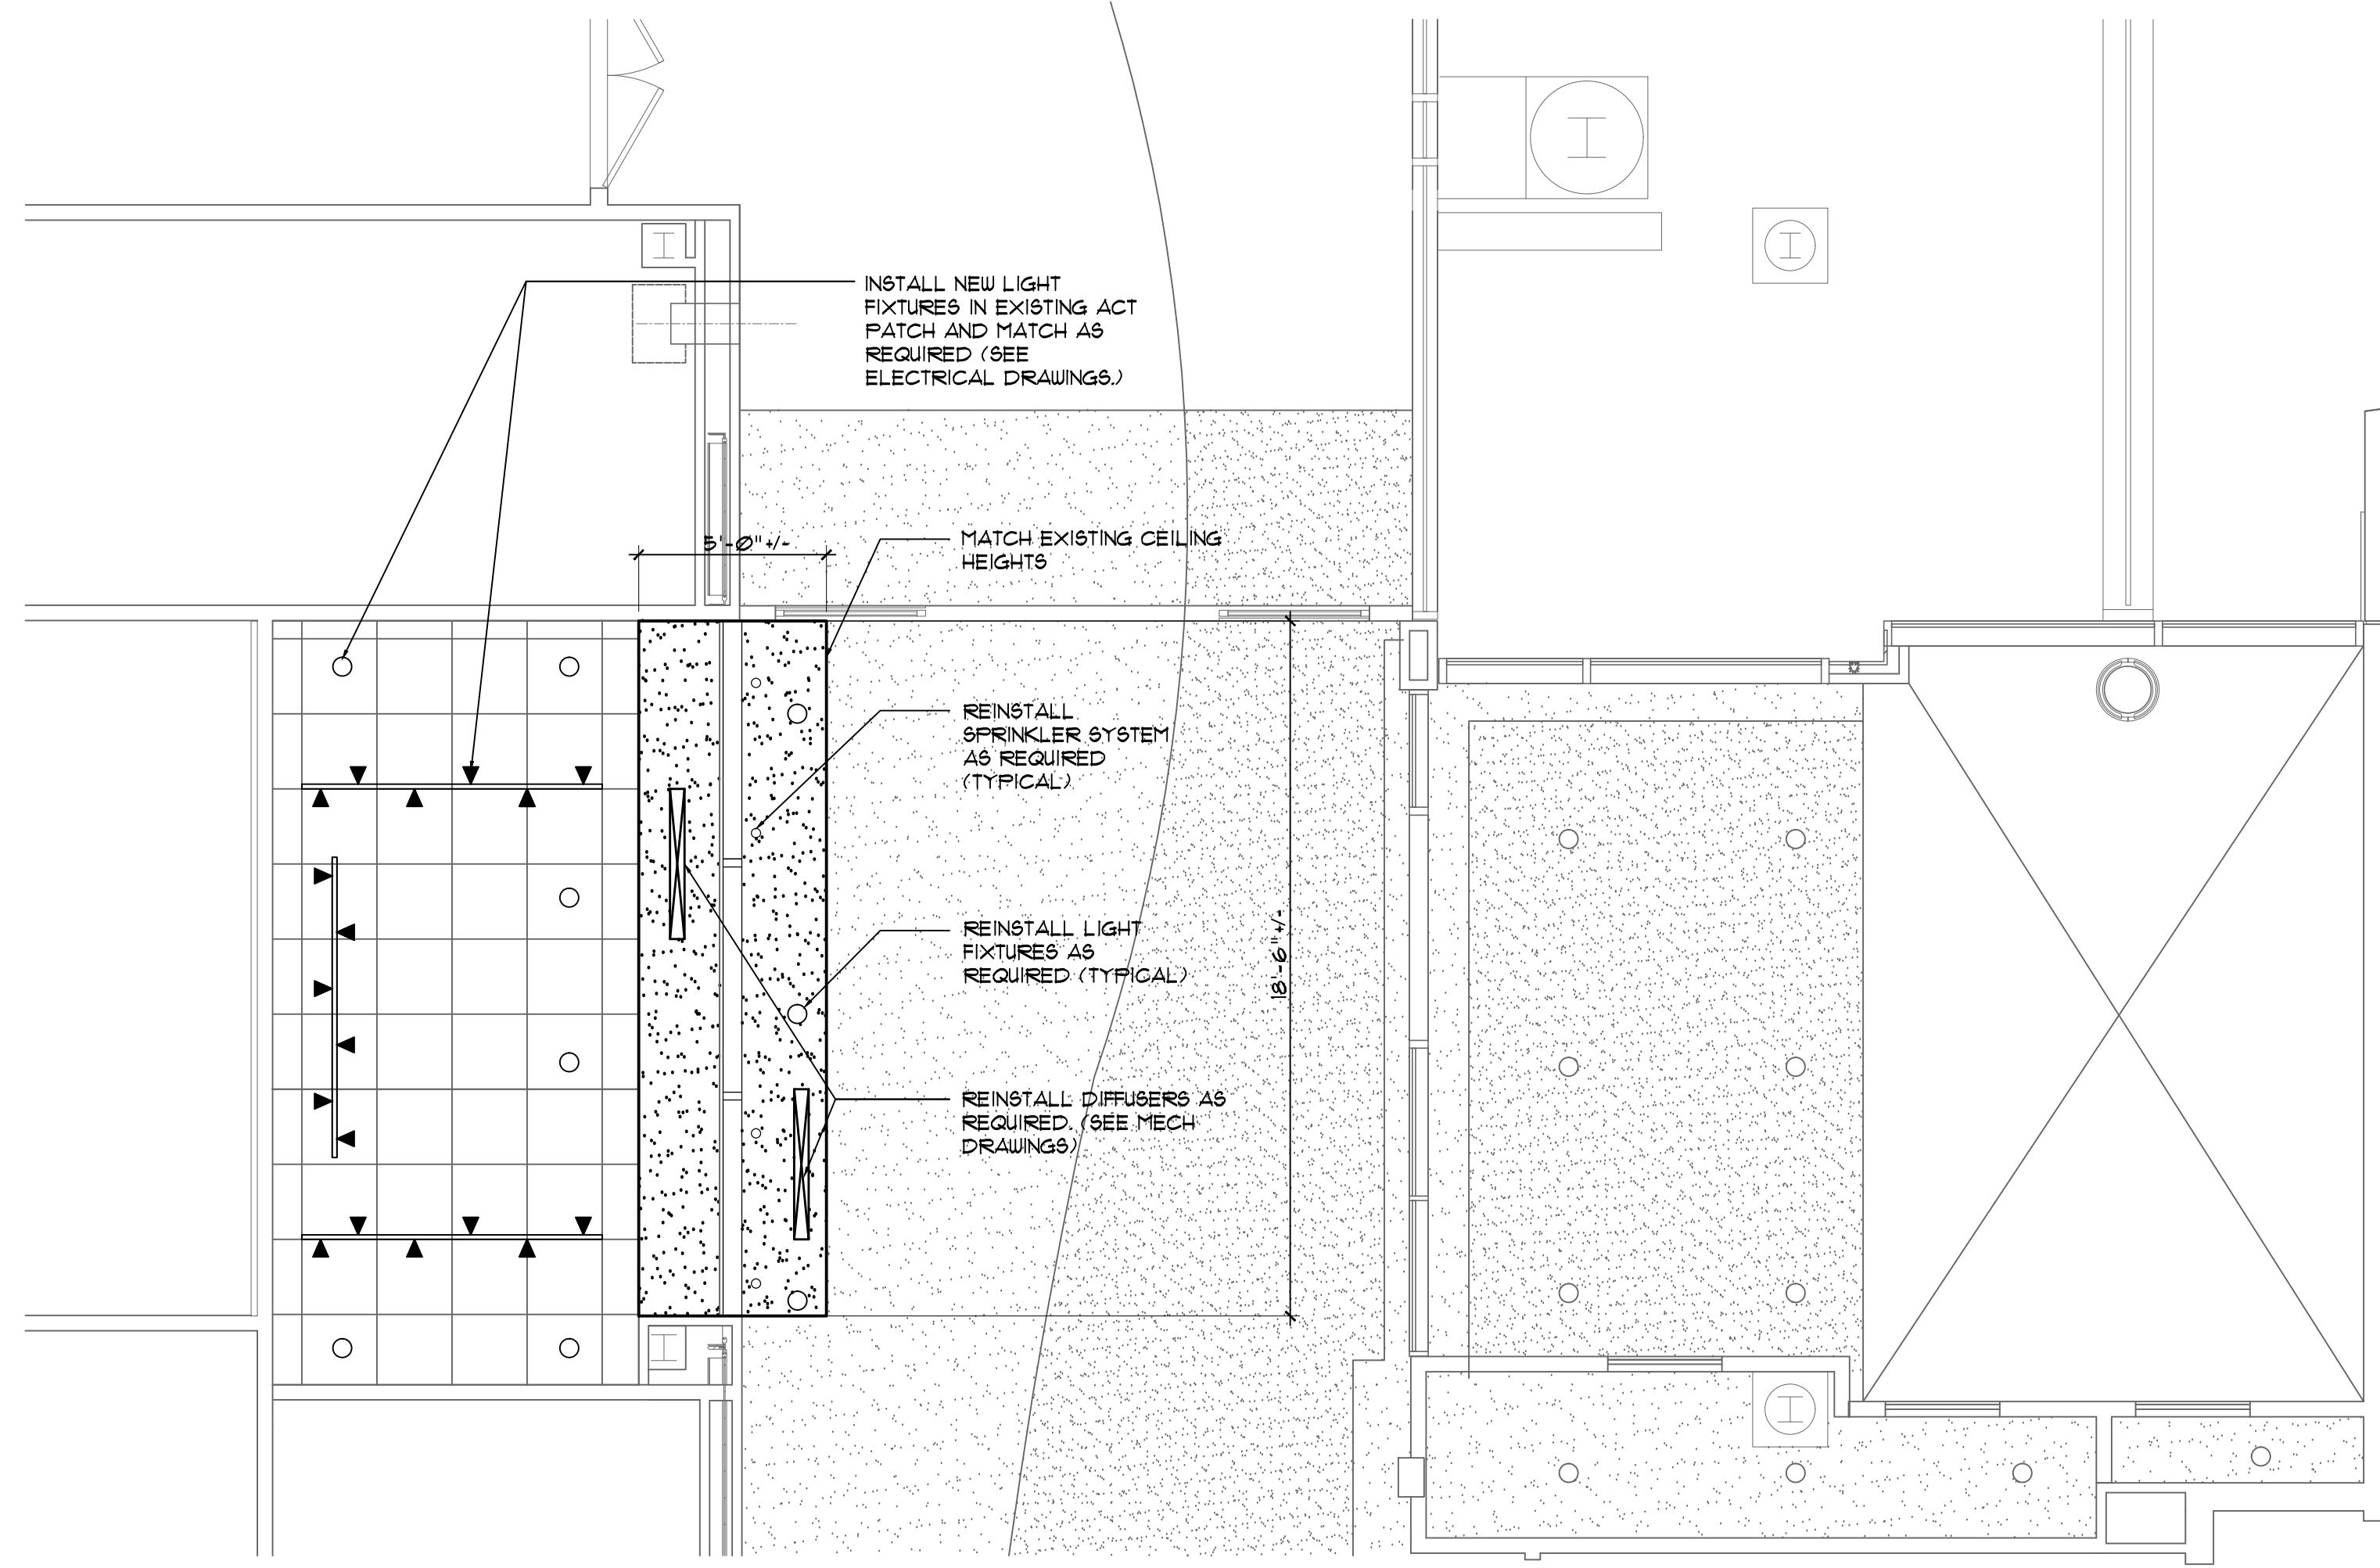 INSTALL NEW LIGHT
FIXTURES IN EXISTING ACT
PATCH AND MATCH AS
REQUIRED (SEE
ELECTRICAL DRAWINGS.)
5'-0"+/-
MATCH EXISTING CEILING
HEIGHTS
REINSTALL
SPRINKLER SYSTEM
AS REQUIRED
(TYPICAL)
REINSTALL LIGHT
FIXTURES AS
REQUIRED (TYPICAL)
18'-6"+/-
REINSTALL DIFFUSERS AS
REQUIRED. (SEE MECH
DRAWINGS)